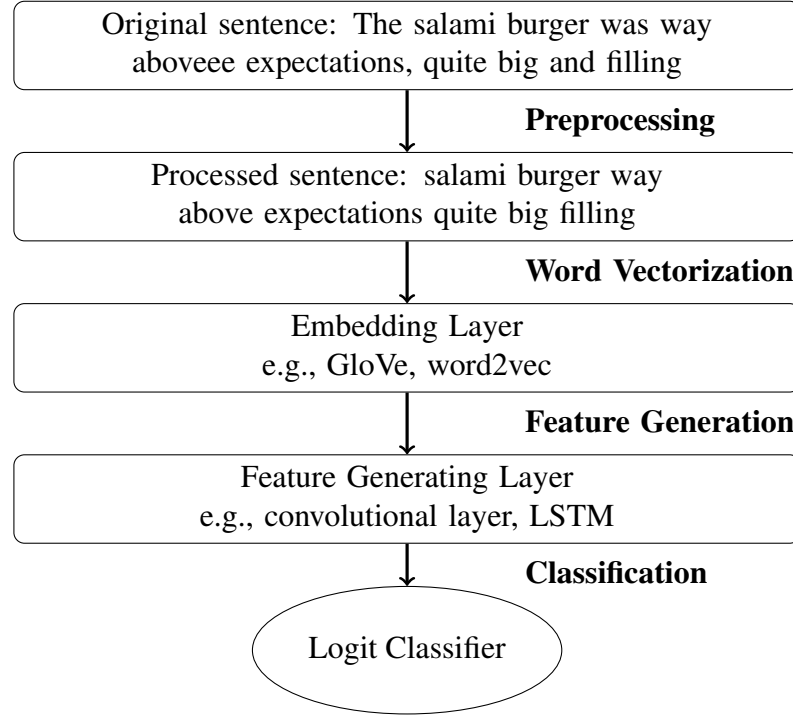 Original sentence: The salami burger was way
aboveee expectations, quite big and filling
Preprocessing
Processed sentence: salami burger way
above expectations quite big filling
Word Vectorization
Embedding Layer
e.g., GloVe, word2vec
Feature Generation
Feature Generating Layer
e.g., convolutional layer, LSTM
Classification
Logit Classifier